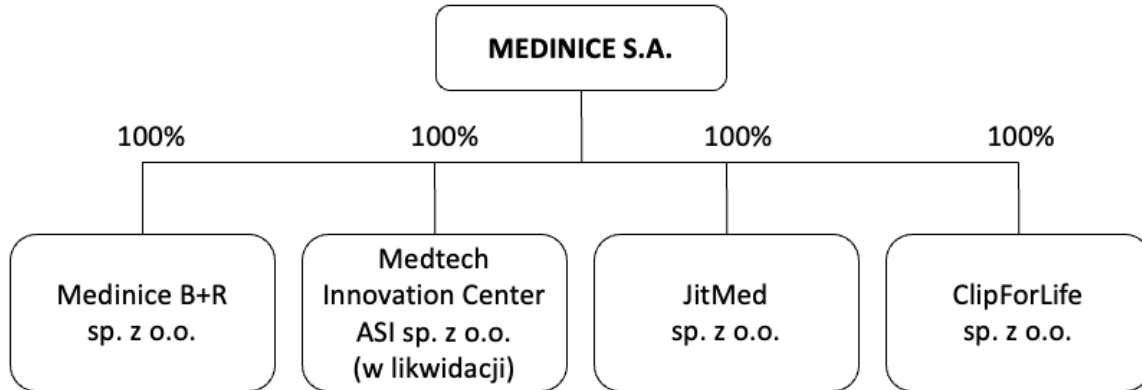 MEDINICE S.A.
100%
100%
100%
100%
Medinice B+R
sp. z o.o.
Medtech
Innovation Center
ASI sp. z o.o.
(w likwidacji)
JitMed
sp. z o.o.
ClipForLife
sp. z o.o.